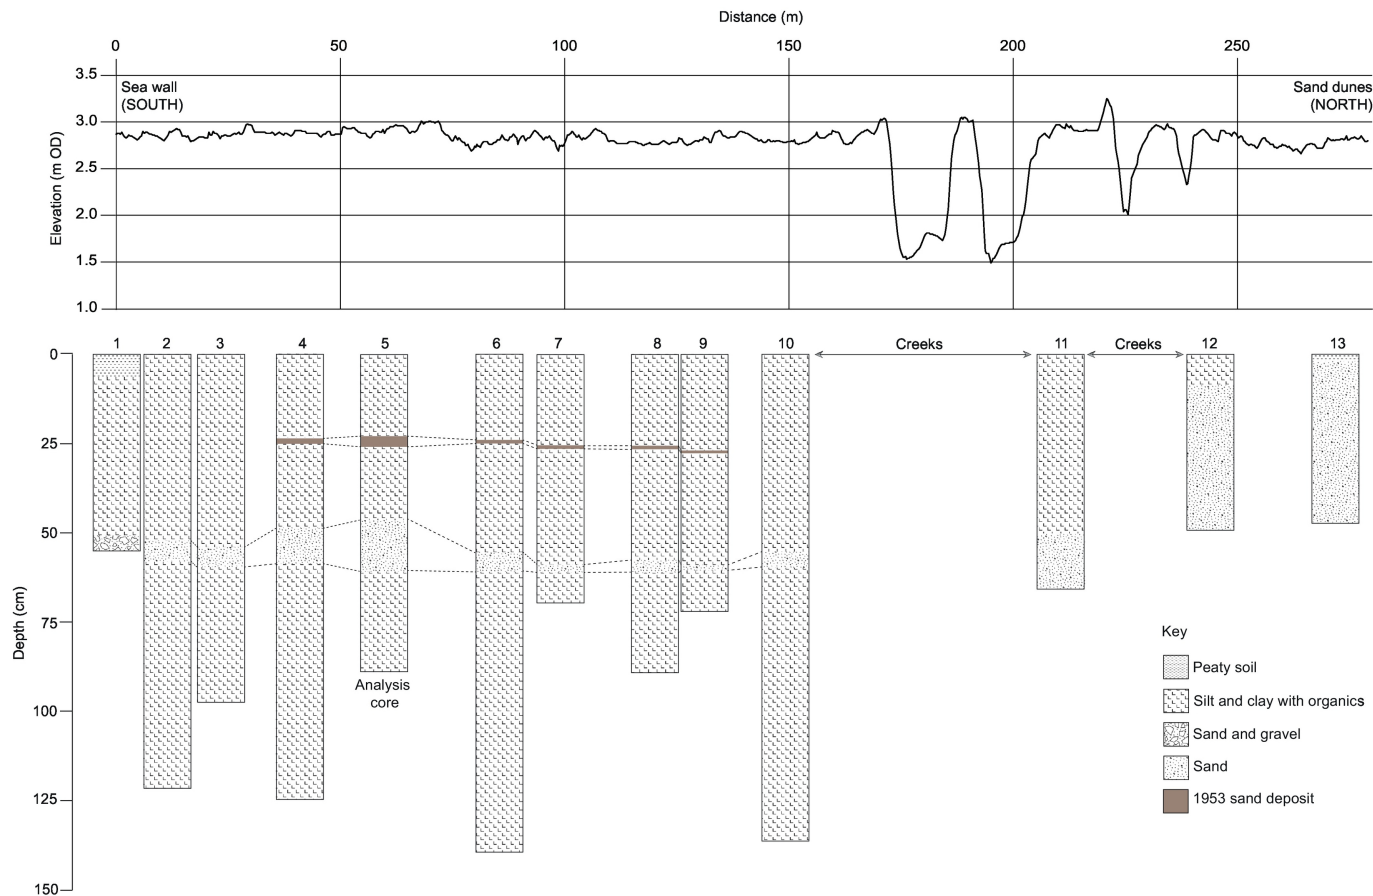 Distance (m)
0 50 100 150 200 250
3.5
Sea wall
(SOUTH)
Sand dunes
(NORTH)
3.0
2.5
2.0
1.5
1.0
Elevation (m OD)
1 2 3 4 5 6 7 8 9 10 Creeks 11 Creeks 12 13
0
25
50
75
100
125
150
Depth (cm)
Analysis
core
Key
Peaty soil
Silt and clay with organics
Sand and gravel
Sand
1953 sand deposit